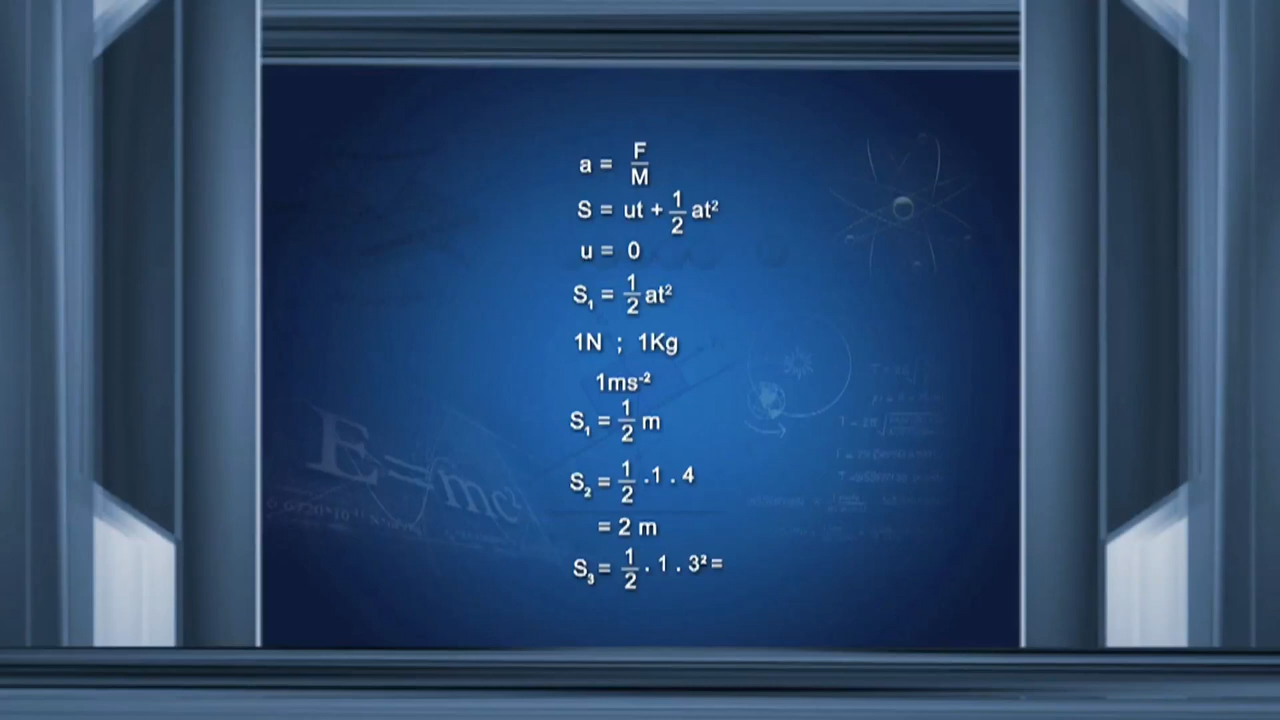 a = F/M
S = ut + 1/2 at²
u = 0
S₁ = 1/2 at²
1N ; 1Kg
1ms⁻²
S₁ = 1/2 m
S₂ = 1/2 . 1 . 4
= 2 m
S₃ = 1/2 . 1 . 3² =
E=mc²